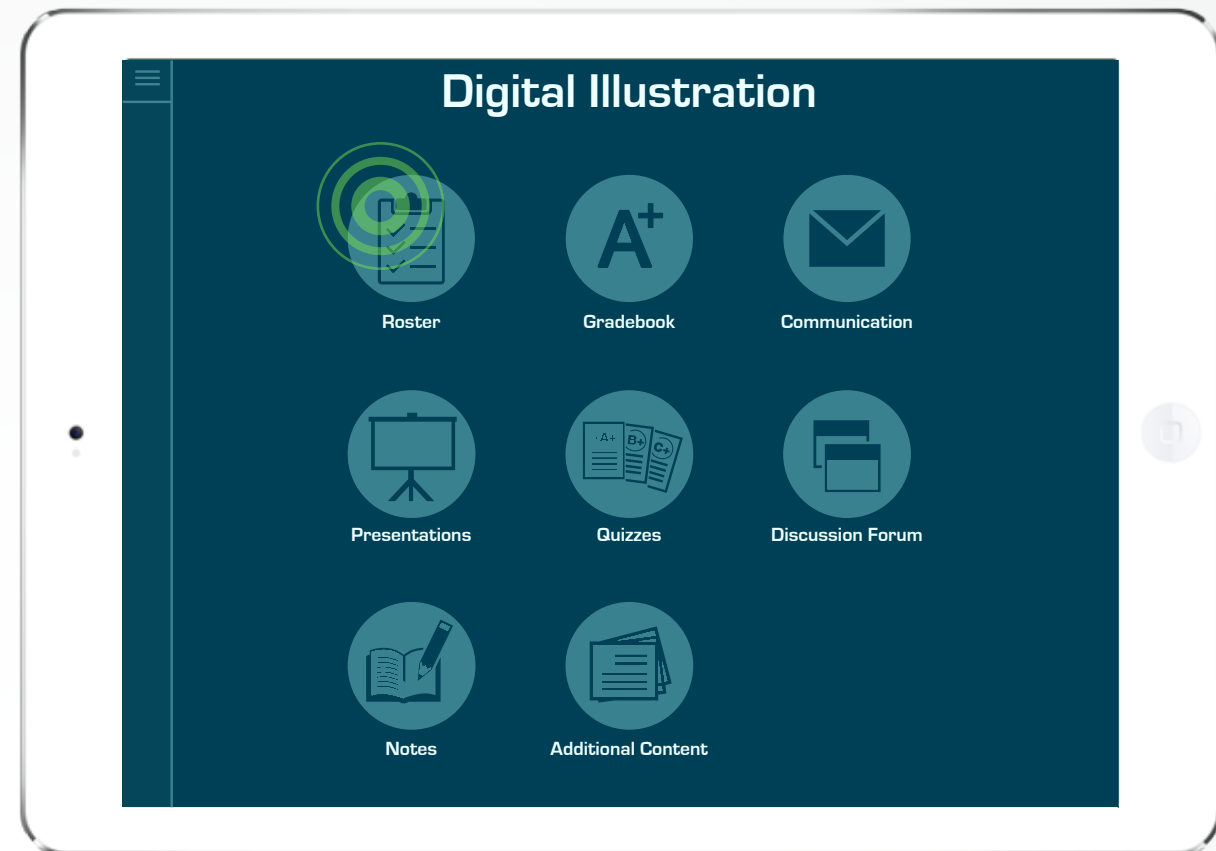 Digital Illustration
A+
Roster
Gradebook
Communication
A+
B+
C+
Presentations
Quizzes
Discussion Forum
Notes
Additional Content